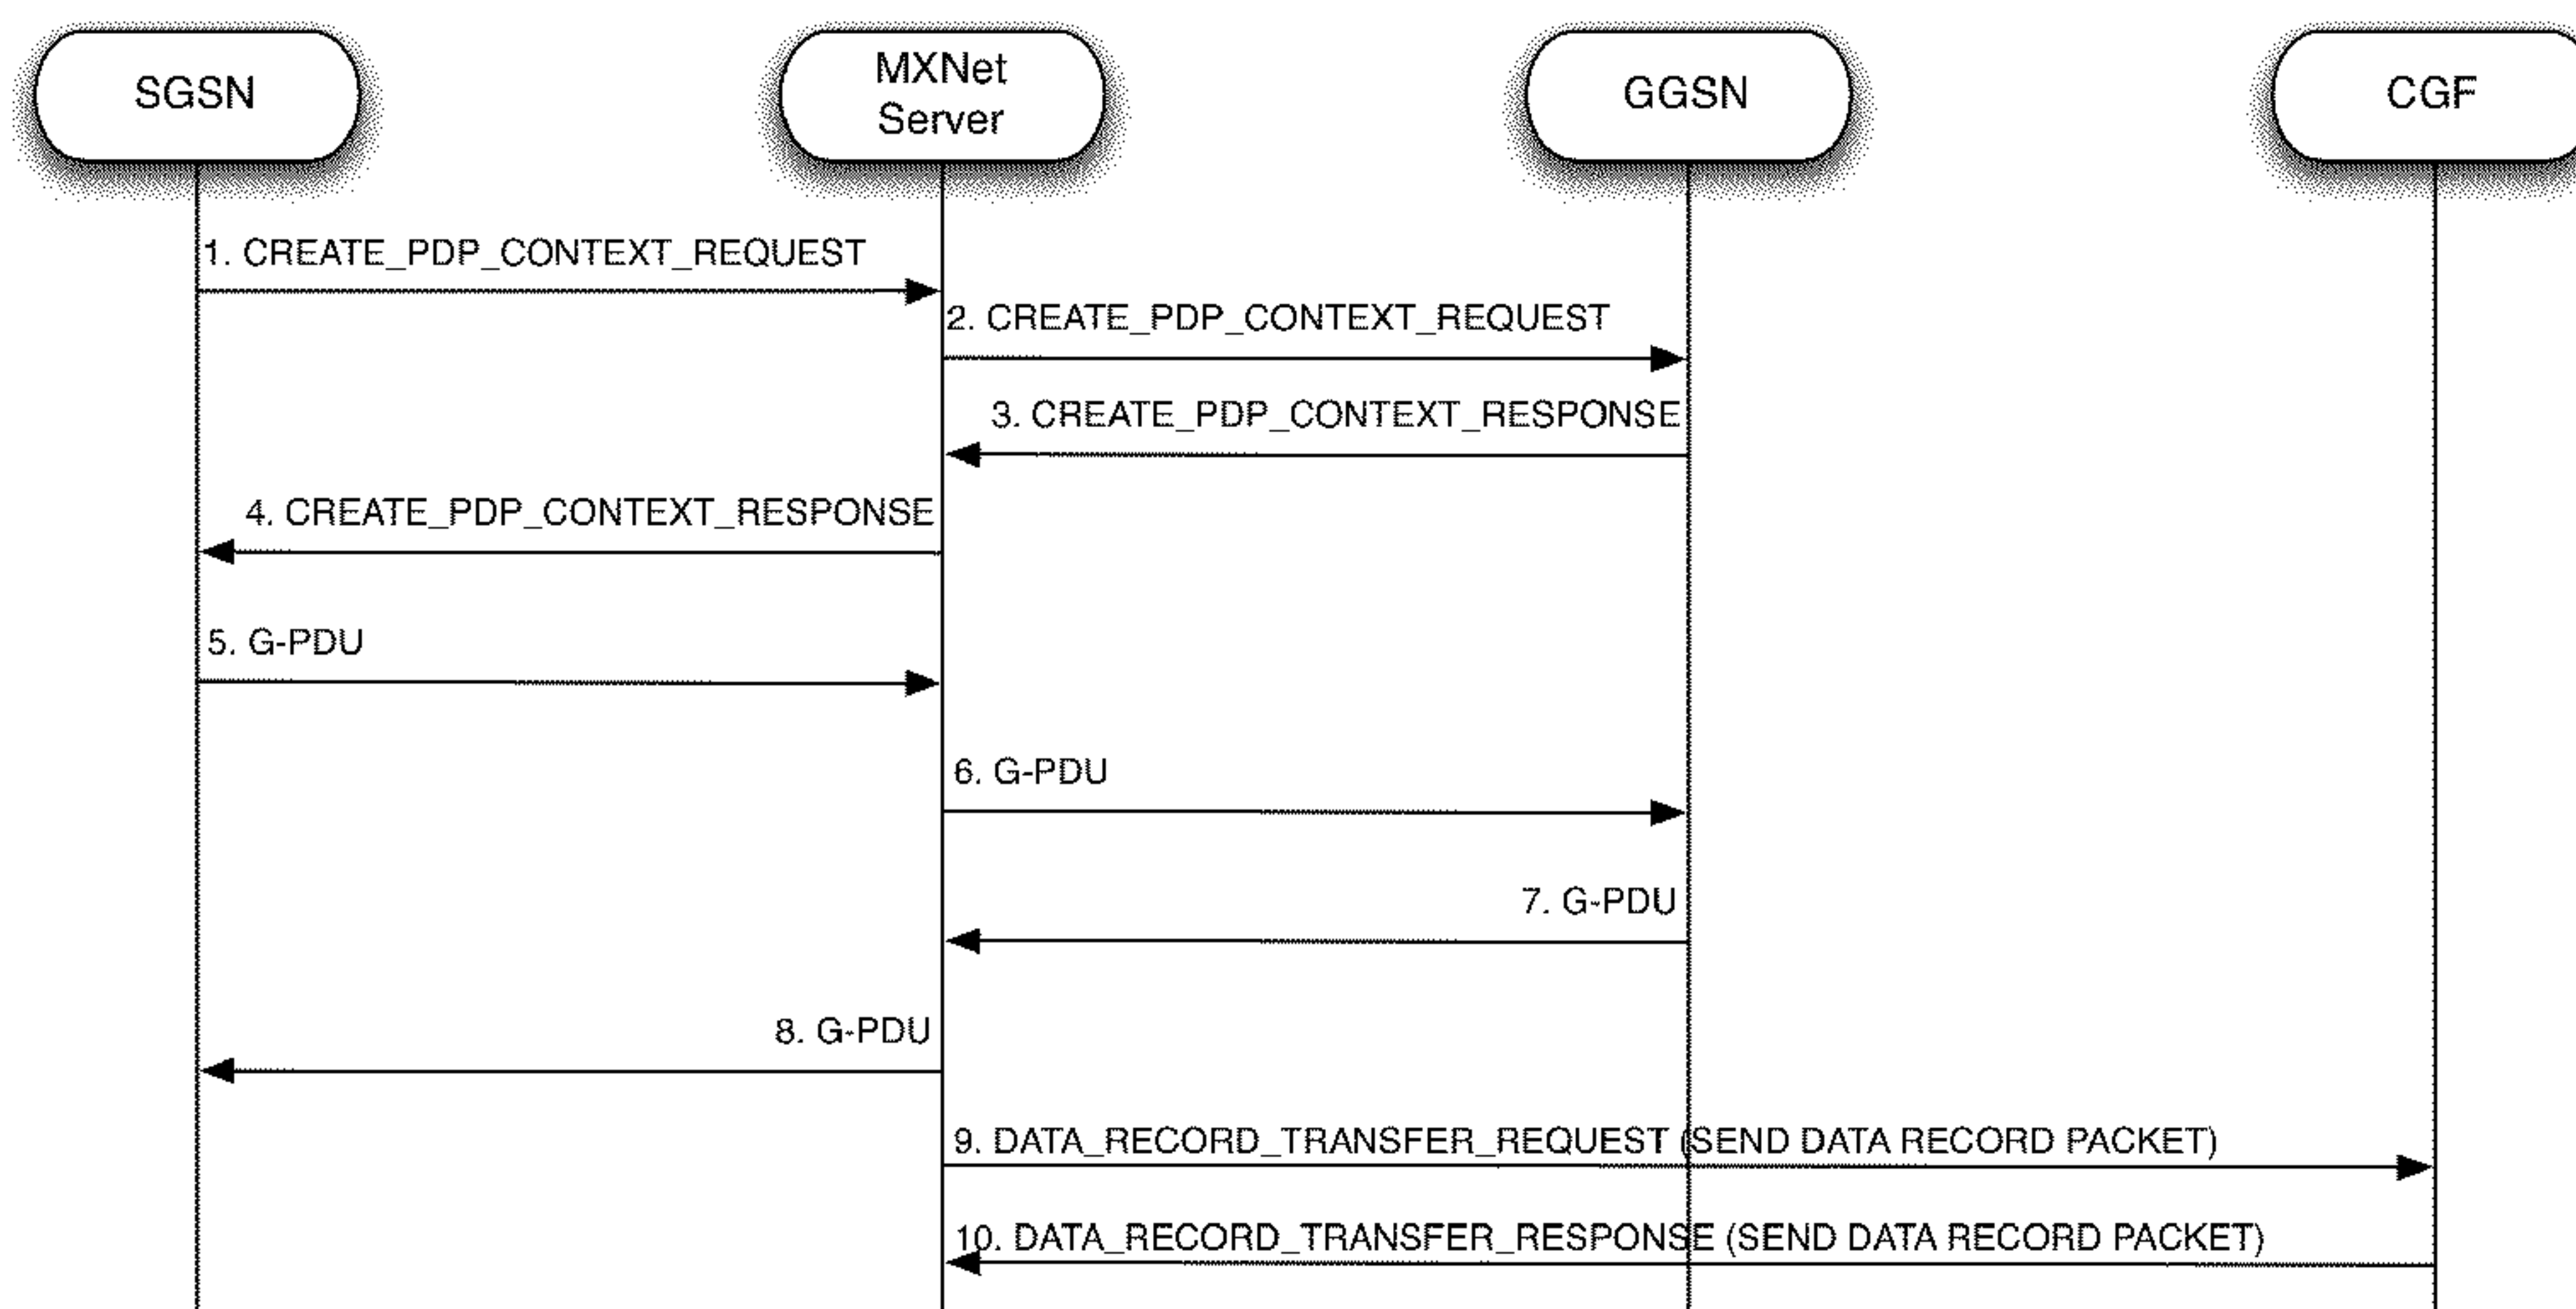 SGSN
MXNet
Server
GGSN
CGF
1. CREATE_PDP_CONTEXT_REQUEST
2. CREATE_PDP_CONTEXT_REQUEST
3. CREATE_PDP_CONTEXT_RESPONSE
4. CREATE_PDP_CONTEXT_RESPONSE
5. G-PDU
6. G-PDU
7. G-PDU
8. G-PDU
9. DATA_RECORD_TRANSFER_REQUEST (SEND DATA RECORD PACKET)
10. DATA_RECORD_TRANSFER_RESPONSE (SEND DATA RECORD PACKET)